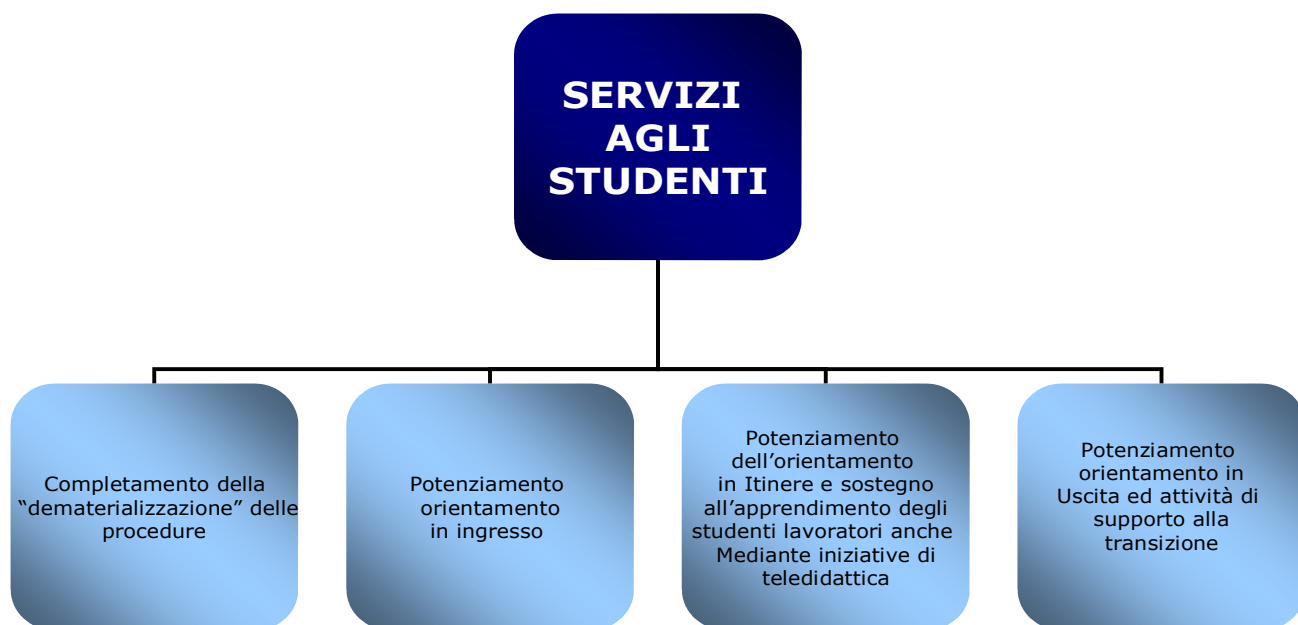 SERVIZI
AGLI
STUDENTI
Completamento della
“dematerializzazione” delle
procedure
Potenziamento
orientamento
in ingresso
Potenziamento
dell’orientamento
in Itinere e sostegno
all’apprendimento degli
studenti lavoratori anche
Mediante iniziative di
teledidattica
Potenziamento
orientamento in
Uscita ed attività di
supporto alla
transizione